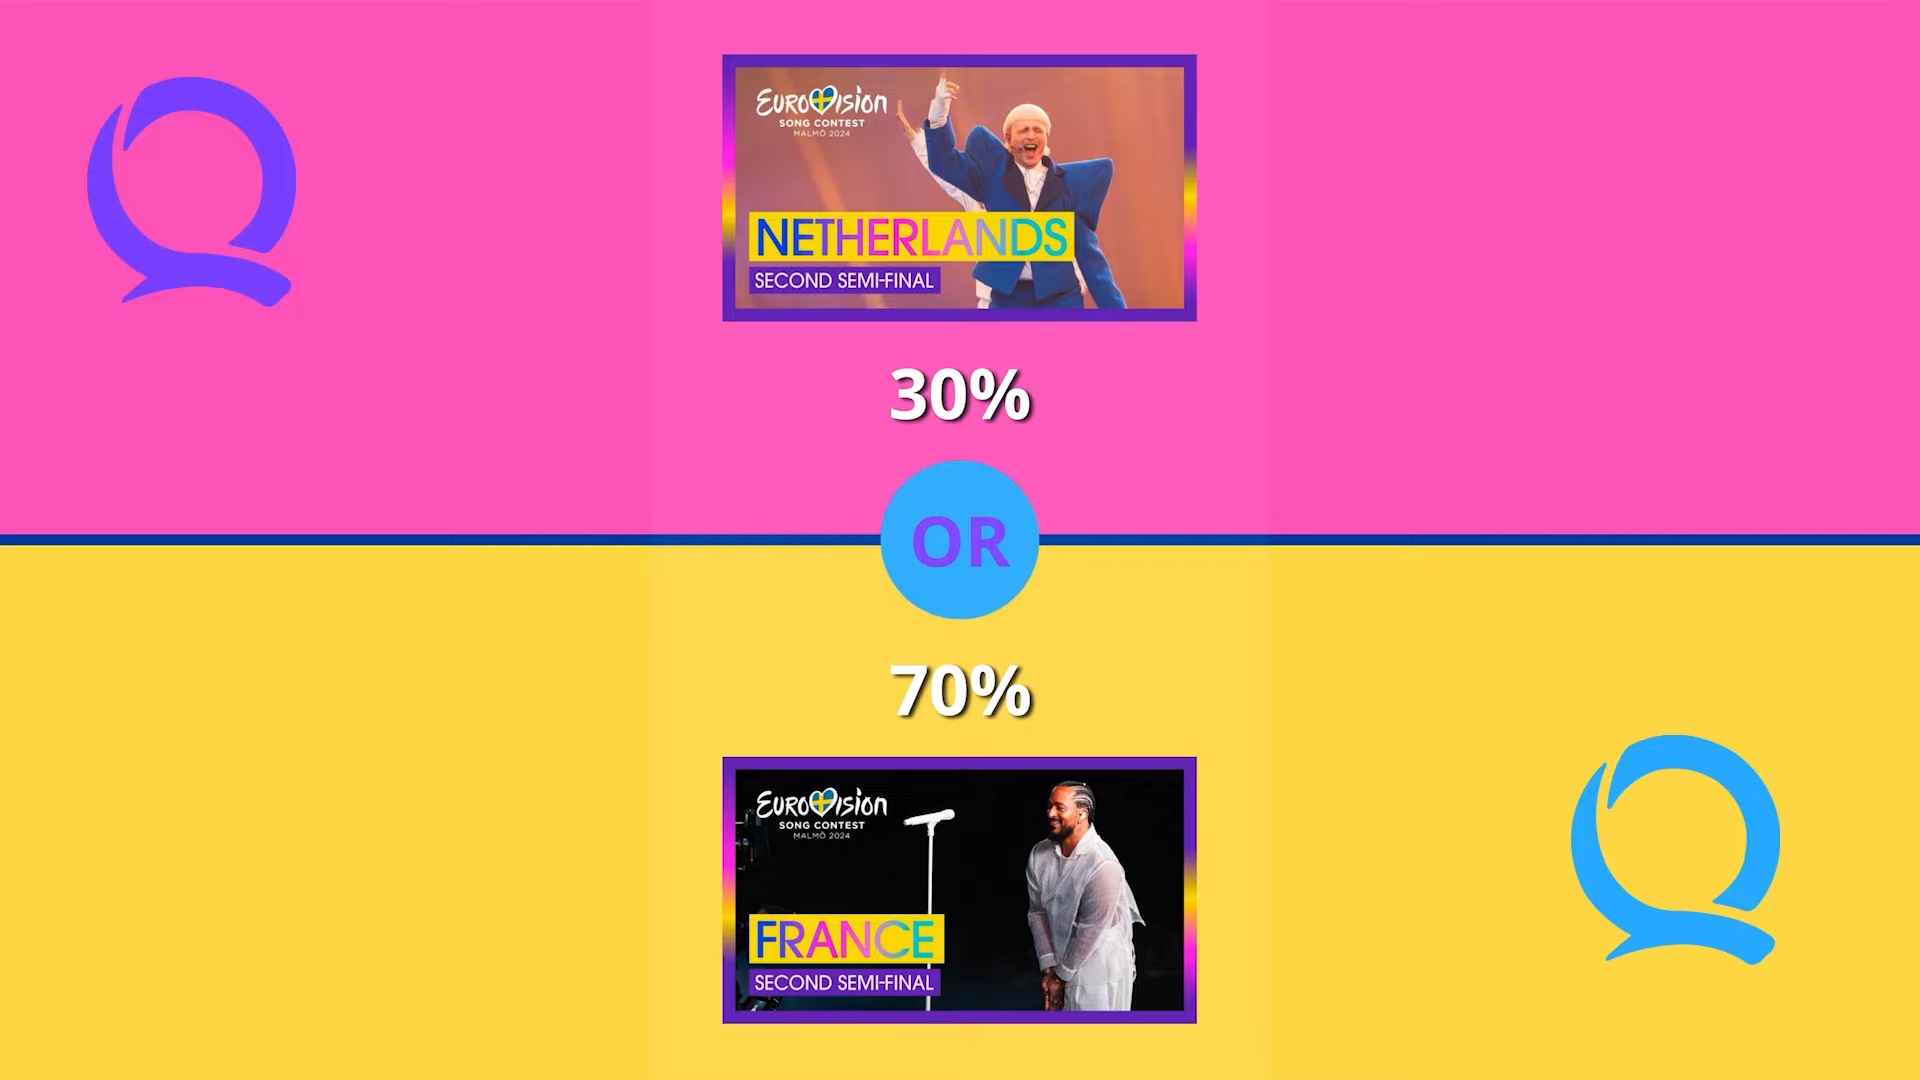 EUROVISION
SONG CONTEST
MALMÖ 2024
NETHERLANDS
SECOND SEMI-FINAL
30%
OR
70%
EUROVISION
SONG CONTEST
MALMÖ 2024
FRANCE
SECOND SEMI-FINAL